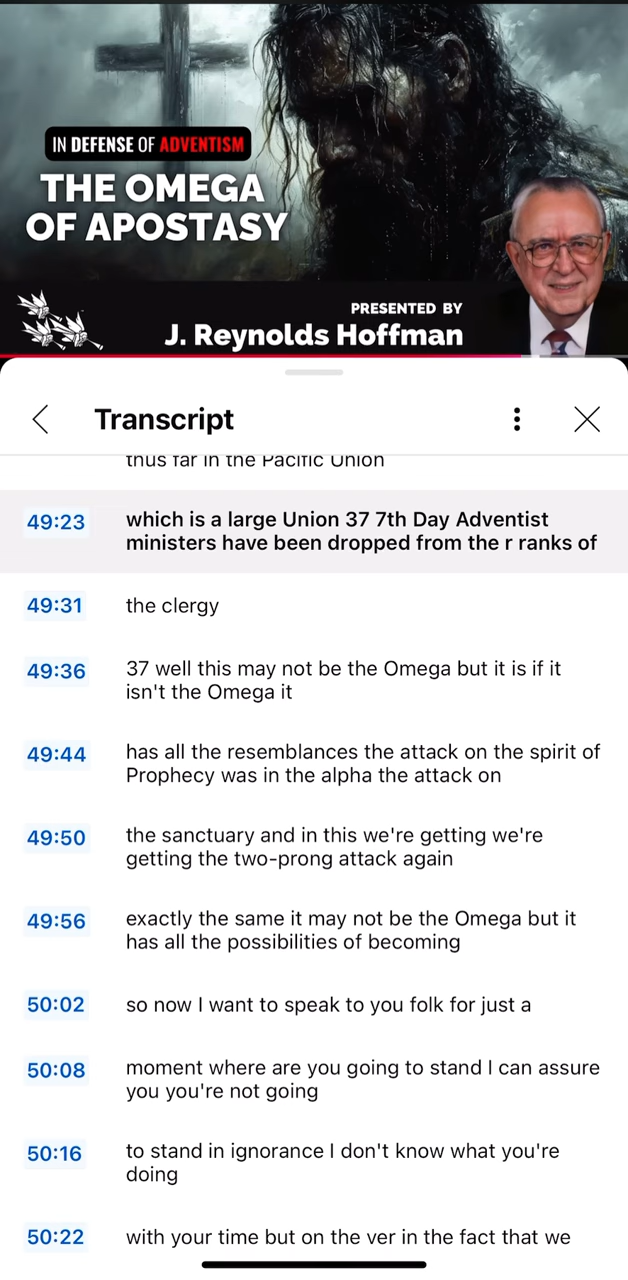 IN DEFENSE OF ADVENTISM
THE OMEGA
OF APOSTASY
PRESENTED BY
J. Reynolds Hoffman
Transcript
thus far in the Pacific Union
49:23
which is a large Union 37 7th Day Adventist
ministers have been dropped from the r ranks of
49:31
the clergy
49:36
37 well this may not be the Omega but it is if it
isn't the Omega it
49:44
has all the resemblances the attack on the spirit of
Prophecy was in the alpha the attack on
49:50
the sanctuary and in this we're getting we're
getting the two-prong attack again
49:56
exactly the same it may not be the Omega but it
has all the possibilities of becoming
50:02
so now I want to speak to you folk for just a
50:08
moment where are you going to stand I can assure
you you're not going
50:16
to stand in ignorance I don't know what you're
doing
50:22
with your time but on the ver in the fact that we